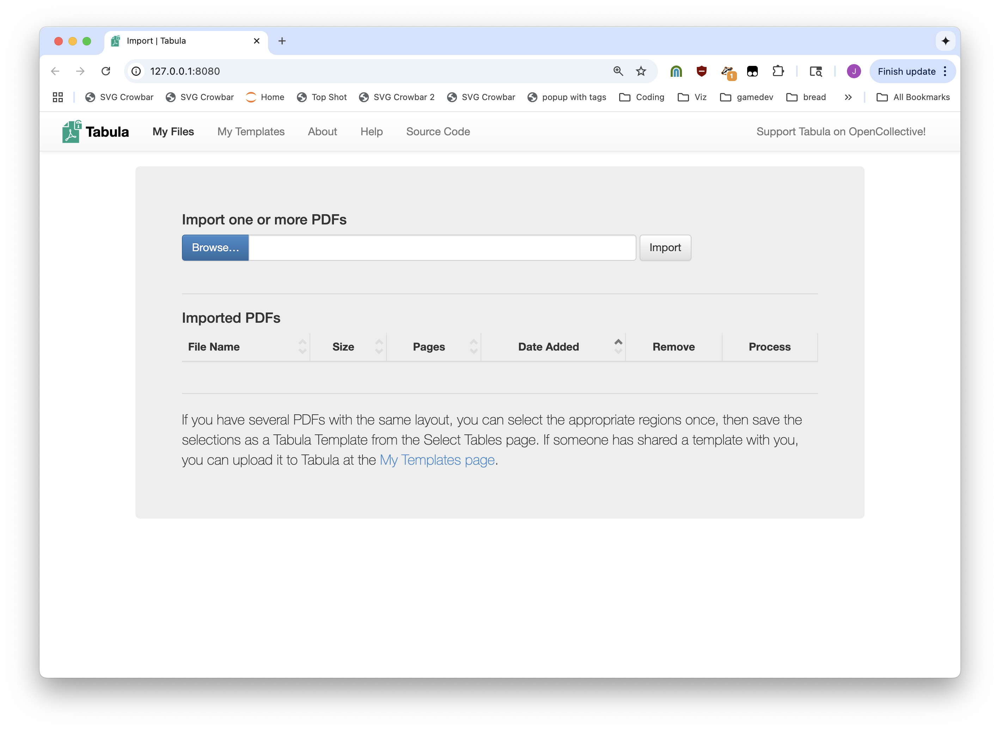 Import | Tabula
127.0.0.1:8080
1
J
Finish update
SVG Crowbar
SVG Crowbar
Home
Top Shot
SVG Crowbar 2
SVG Crowbar
popup with tags
Coding
Viz
gamedev
bread
All Bookmarks
Tabula
My Files
My Templates
About
Help
Source Code
Support Tabula on OpenCollective!
Import one or more PDFs
Browse...
Import
Imported PDFs
File Name
Size
Pages
Date Added
Remove
Process
If you have several PDFs with the same layout, you can select the appropriate regions once, then save the
selections as a Tabula Template from the Select Tables page. If someone has shared a template with you,
you can upload it to Tabula at the My Templates page.